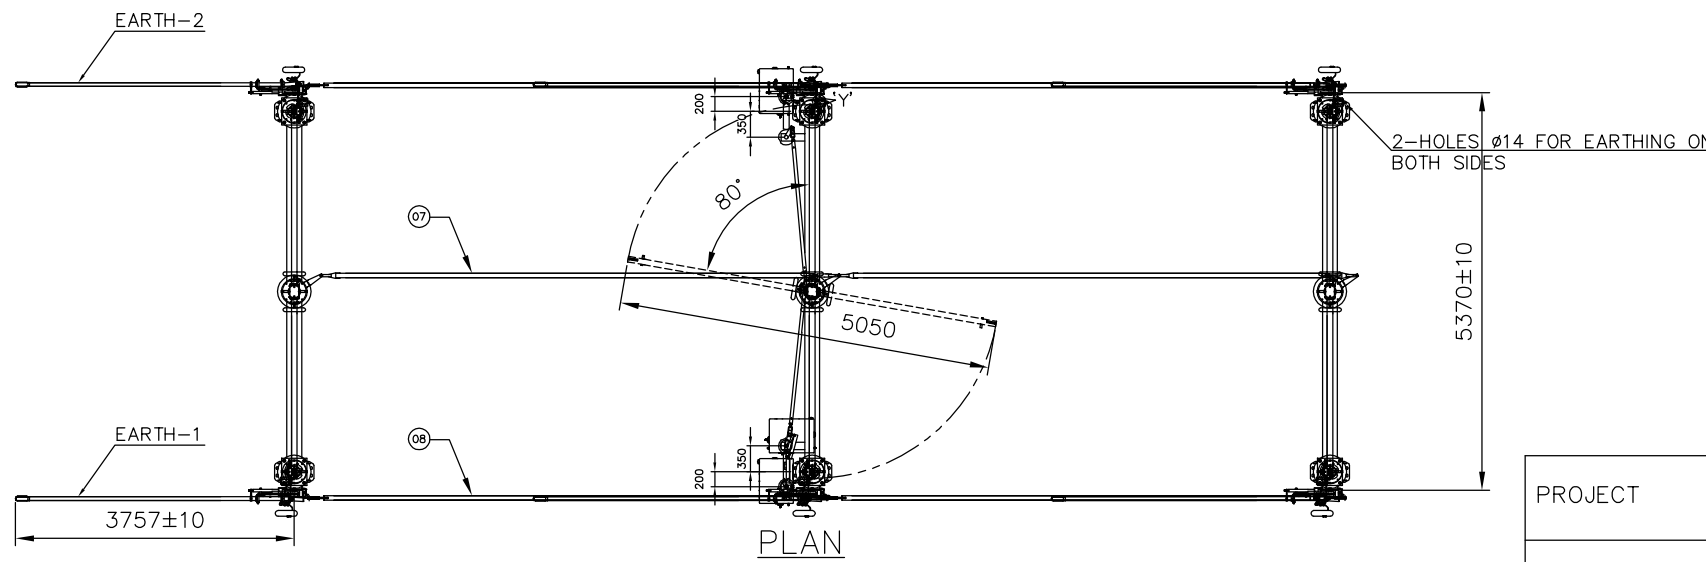 EARTH-2
200
'Y'
350
2-HOLES ø14 FOR EARTHING ON
BOTH SIDES
80°
07
5370±10
5050
EARTH-1
08
350
200
PROJECT
3757±10
PLAN